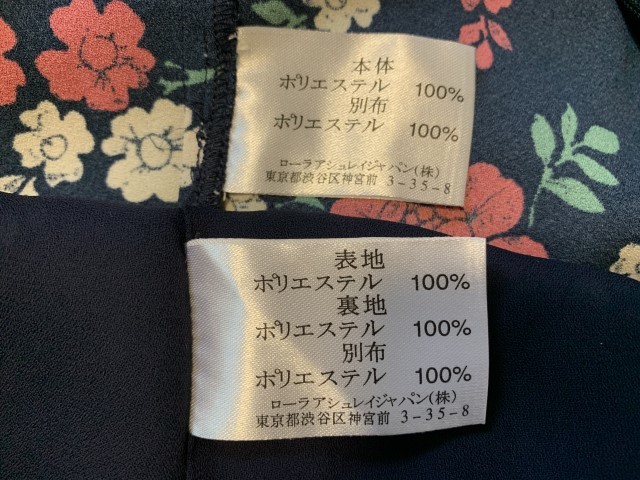 本体
ポリエステル 100%
別布
ポリエステル 100%
ローラアシュレイジャパン(株)
東京都渋谷区神宮前 3-35-8
表地
ポリエステル 100%
裏地
ポリエステル 100%
別布
ポリエステル 100%
ローラアシュレイジャパン(株)
東京都渋谷区神宮前 3-35-8